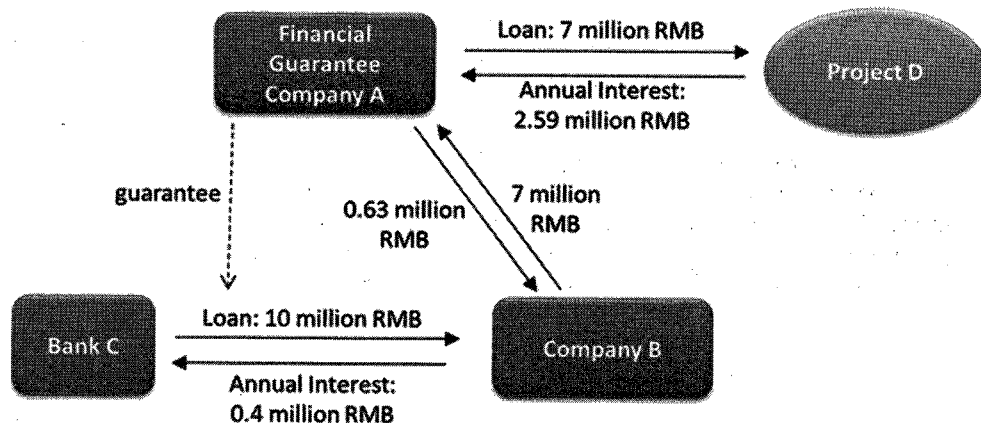 Financial
Guarantee
Company A
Loan: 7 million RMB
Annual Interest:
2.59 million RMB
Project D
guarantee
0.63 million
RMB
7 million
RMB
Bank C
Loan: 10 million RMB
Annual Interest:
0.4 million RMB
Company B